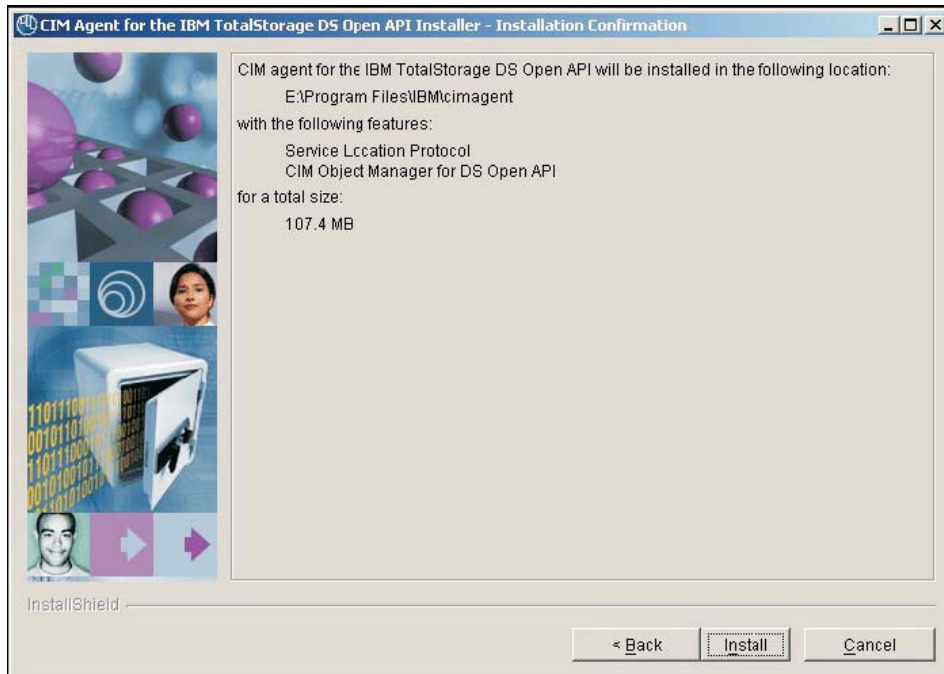 CIM Agent for the IBM TotalStorage DS Open API Installer - Installation Confirmation
CIM agent for the IBM TotalStorage DS Open API will be installed in the following location:
E:\Program Files\IBM\cimagent
with the following features:
Service Location Protocol
CIM Object Manager for DS Open API
for a total size:
107.4 MB
InstallShield
< Back
Install
Cancel